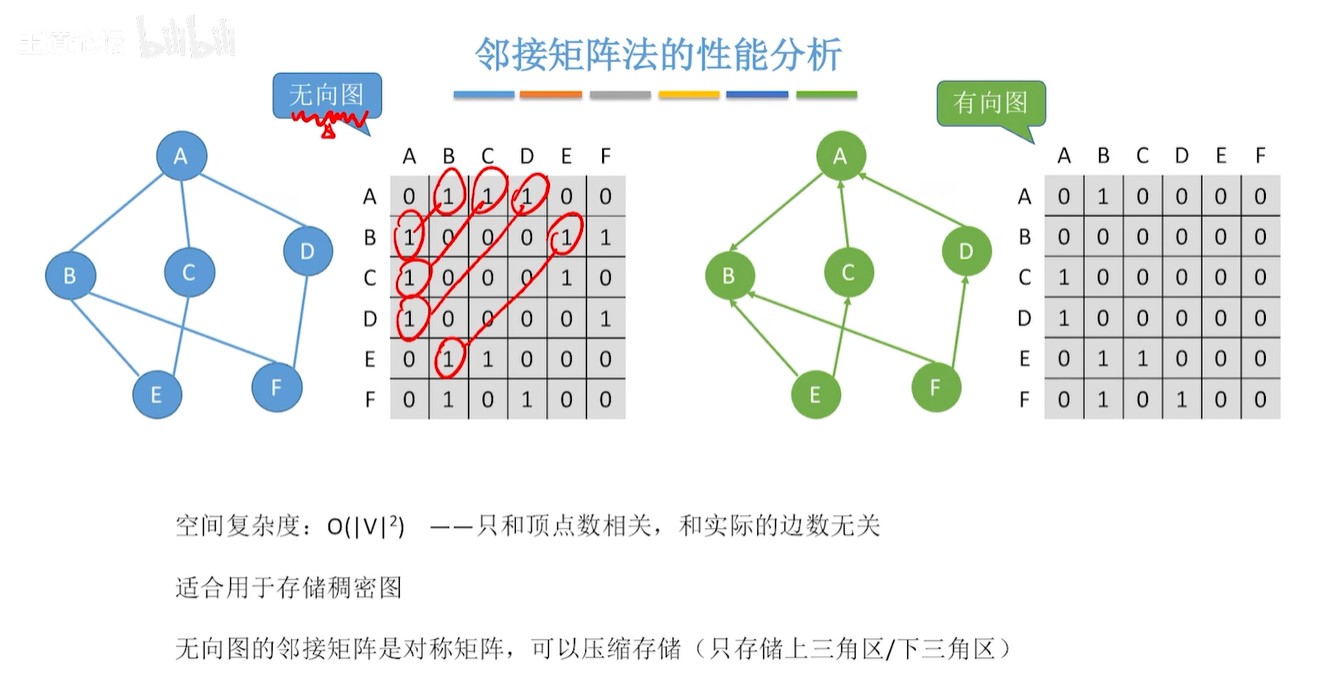 bilibili
邻接矩阵法的性能分析
无向图
有向图
A
B
C
D
E
F
A B C D E F
A 0 1 1 1 0 0
B 1 0 0 0 1 1
C 1 0 0 0 1 0
D 1 0 0 0 0 1
E 0 1 1 0 0 0
F 0 1 0 1 0 0
A
B
C
D
E
F
A B C D E F
A 0 1 0 0 0 0
B 0 0 0 0 0 0
C 1 0 0 0 0 0
D 1 0 0 0 0 0
E 0 1 1 0 0 0
F 0 1 0 1 0 0
空间复杂度：O(|V|²) ——只和顶点数相关，和实际的边数无关
适合用于存储稠密图
无向图的邻接矩阵是对称矩阵，可以压缩存储（只存储上三角区/下三角区）